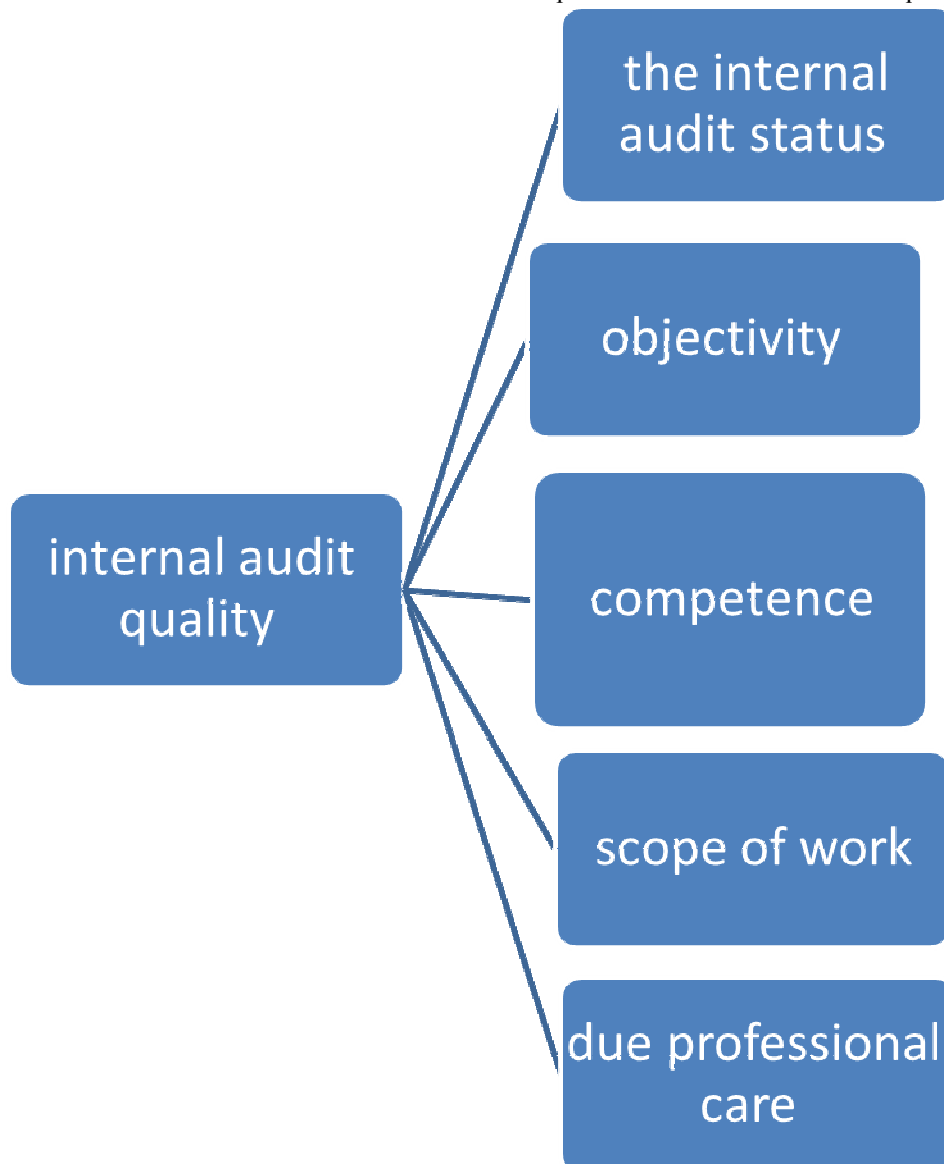 internal audit
quality
the internal
audit status
objectivity
competence
scope of work
due professional
care